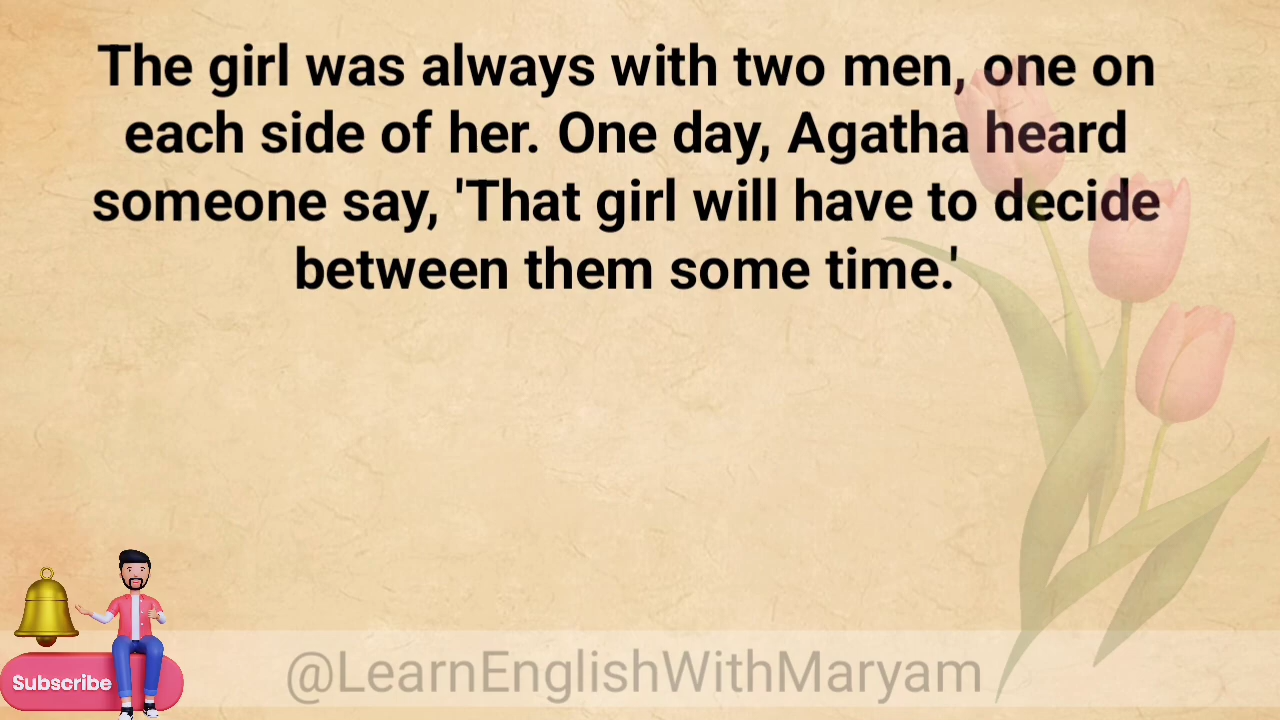 The girl was always with two men, one on
each side of her. One day, Agatha heard
someone say, 'That girl will have to decide
between them some time.'
Subscribe
@LearnEnglishWithMaryam